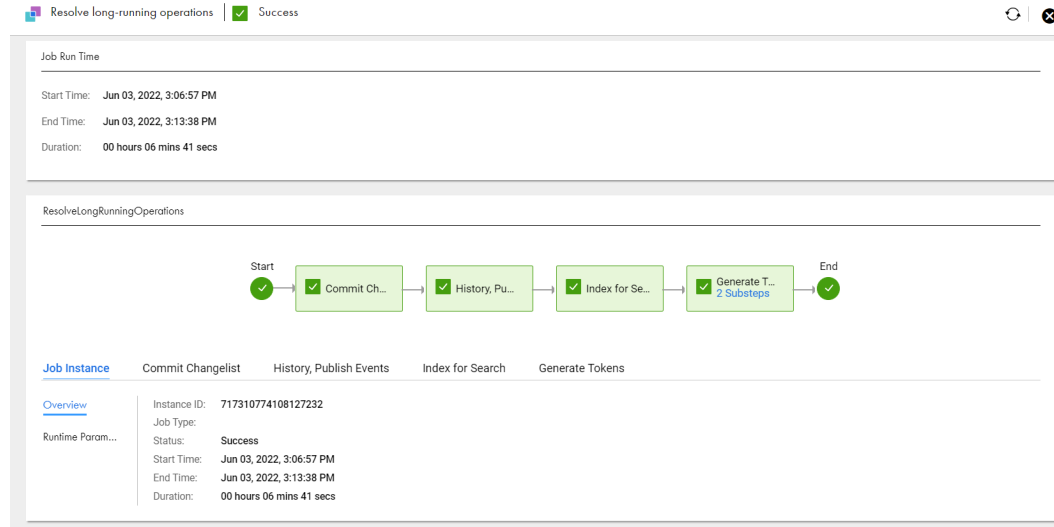 Resolve long-running operations Success
Job Run Time
Start Time: Jun 03, 2022, 3:06:57 PM
End Time: Jun 03, 2022, 3:13:38 PM
Duration: 00 hours 06 mins 41 secs
ResolveLongRunningOperations
Start End
Commit Ch... History, Pu... Index for Se... Generate T...
2 Substeps
Job Instance Commit Changelist History, Publish Events Index for Search Generate Tokens
Overview Instance ID: 717310774108127232
Job Type:
Runtime Param... Status: Success
Start Time: Jun 03, 2022, 3:06:57 PM
End Time: Jun 03, 2022, 3:13:38 PM
Duration: 00 hours 06 mins 41 secs